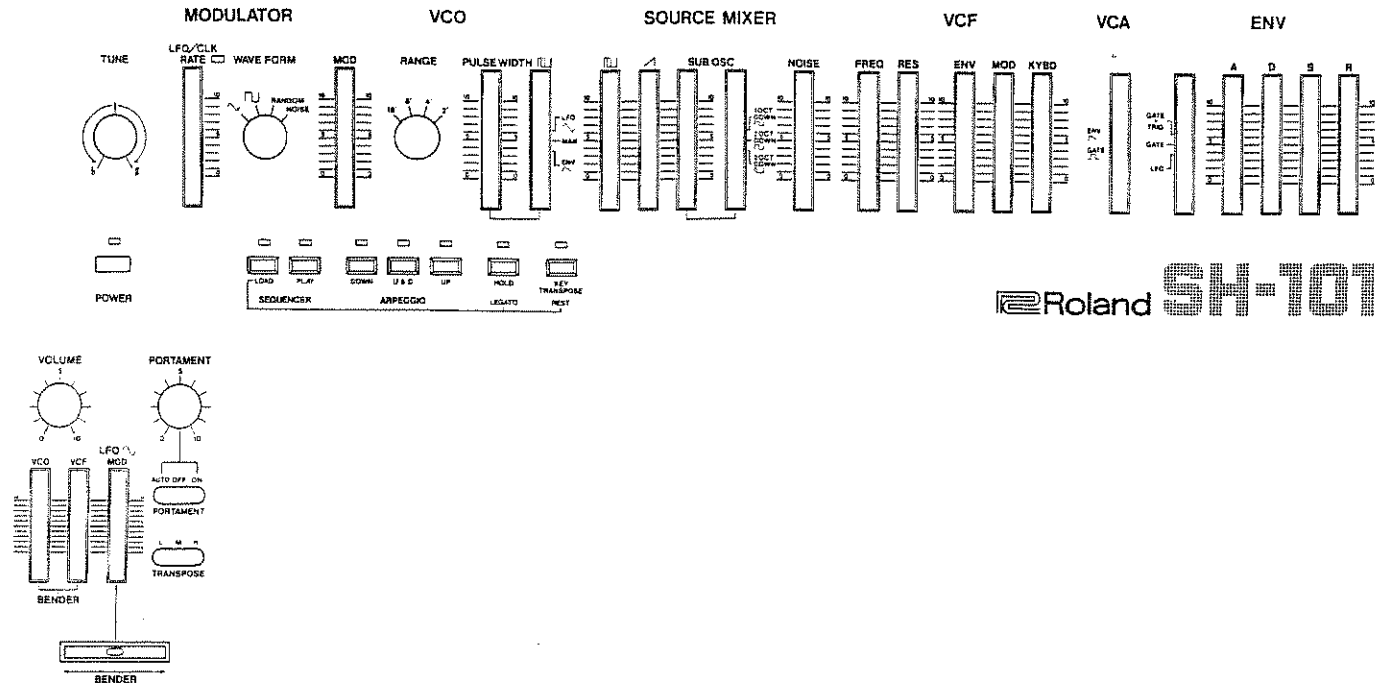 MODULATOR VCO SOURCE MIXER VCF VCA ENV
TUNE LFO/CLK RATE WAVE FORM MOD RANGE PULSE WIDTH SUB OSC NOISE FREQ RES ENV MOD KYBD A D S R
RANDOM
NOISE
16' 8' 4' 2'
LFO
MAN
ENV
1OCT DOWN
2OCT DOWN
2OCT DOWN
ENV
GATE
GATE + TRIG
GATE
LFO
POWER
LOAD PLAY DOWN U & D UP HOLD KEY TRANSPOSE
SEQUENCER ARPEGGIO LEGATO REST
Roland SH-101
VOLUME PORTAMENT
5 5
0 10 0 10
VCO VCF LFO MOD
AUTO OFF ON
PORTAMENT
L M H
TRANSPOSE
BENDER
BENDER